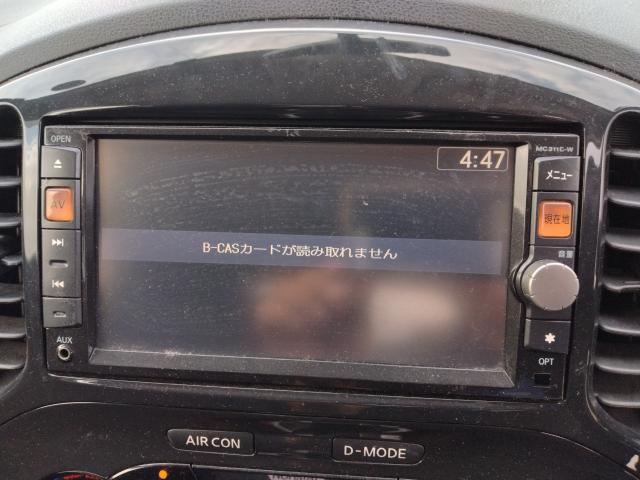 OPEN
MC311C-W
4:47
メニュー
AV
現在地
音量
B-CASカードが読み取れません
AUX
OPT
AIR CON
D-MODE